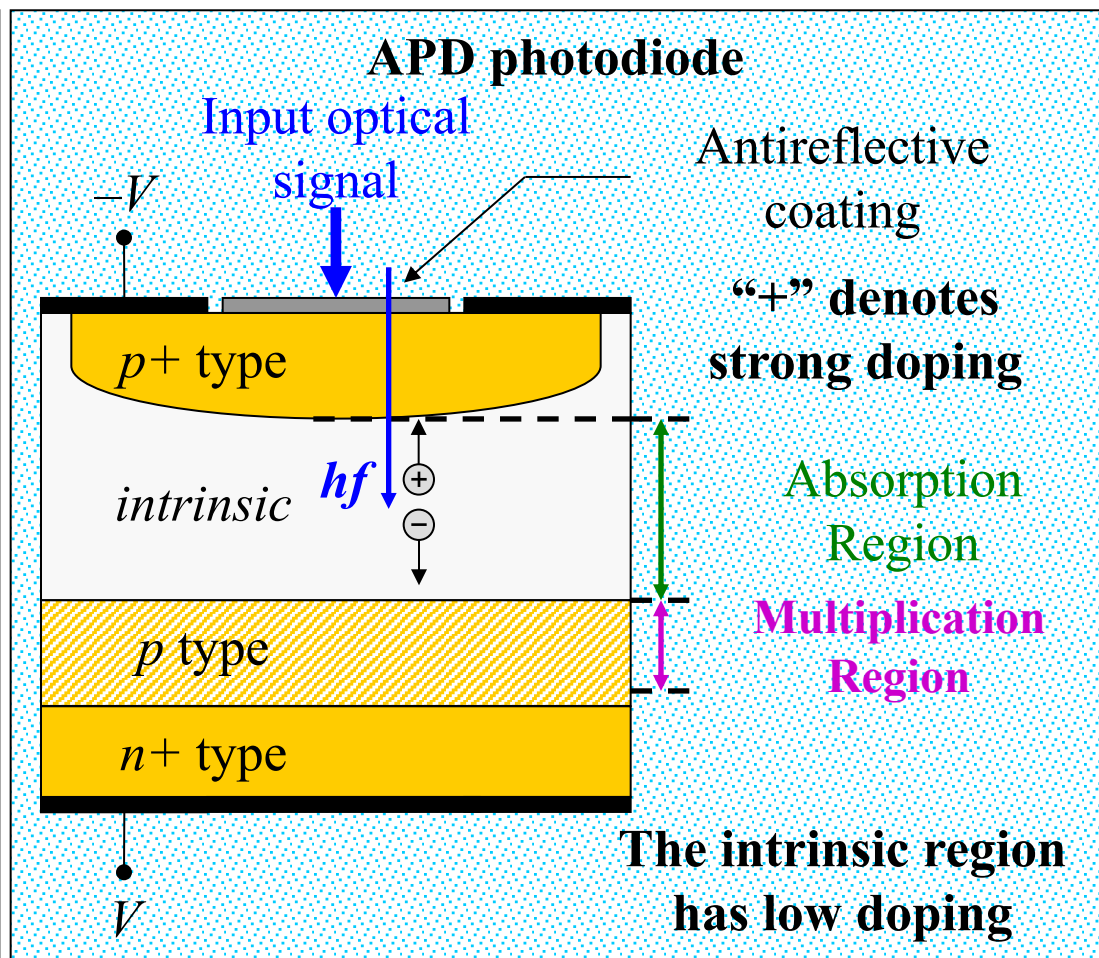 APD photodiode
Input optical
signal
–V
Antireflective
coating
“+” denotes
strong doping
p+ type
hf
+
intrinsic
−
Absorption
Region
Multiplication
Region
p type
n+ type
The intrinsic region
has low doping
V